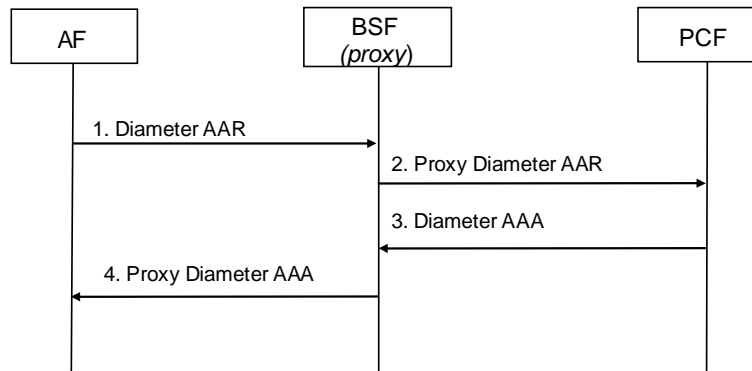 AF
BSF
(proxy)
PCF
1. Diameter AAR
2. Proxy Diameter AAR
3. Diameter AAA
4. Proxy Diameter AAA